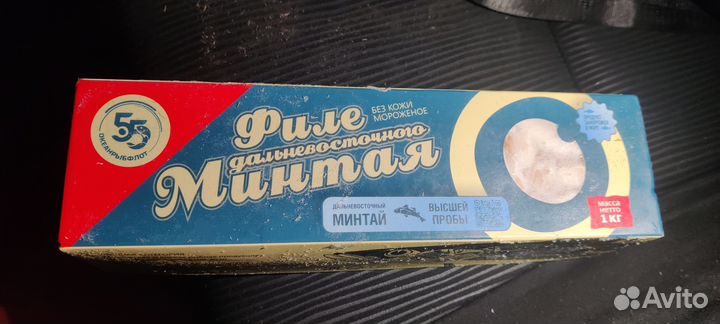 55
ОКЕАНРЫБФЛОТ
Филе
БЕЗ КОЖИ
МОРОЖЕНОЕ
дальневосточного
Минтая
ДАЛЬНЕВОСТОЧНЫЙ
МИНТАЙ
ВЫСШЕЙ
ПРОБЫ
МАССА
НЕТТО
1 КГ
Avito